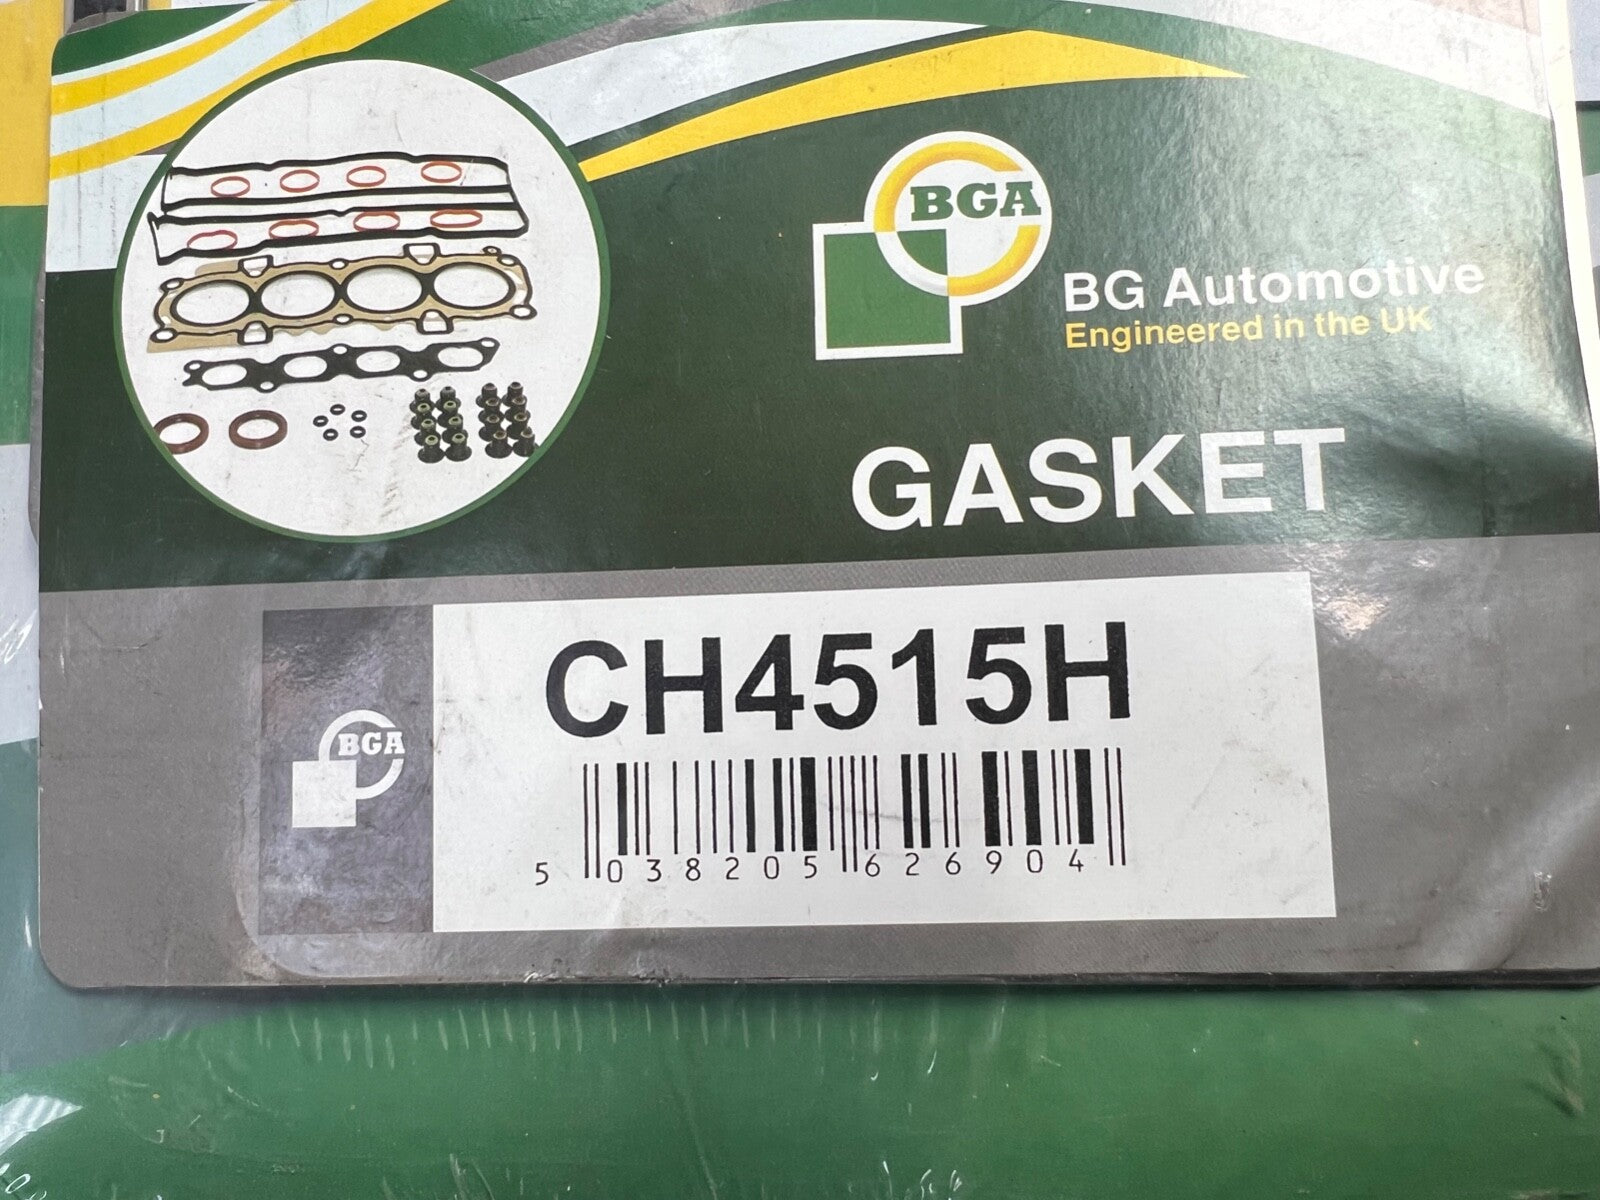 BGA
BG Automotive
Engineered in the UK
GASKET
CH4515H
BGA
5 038205 626904